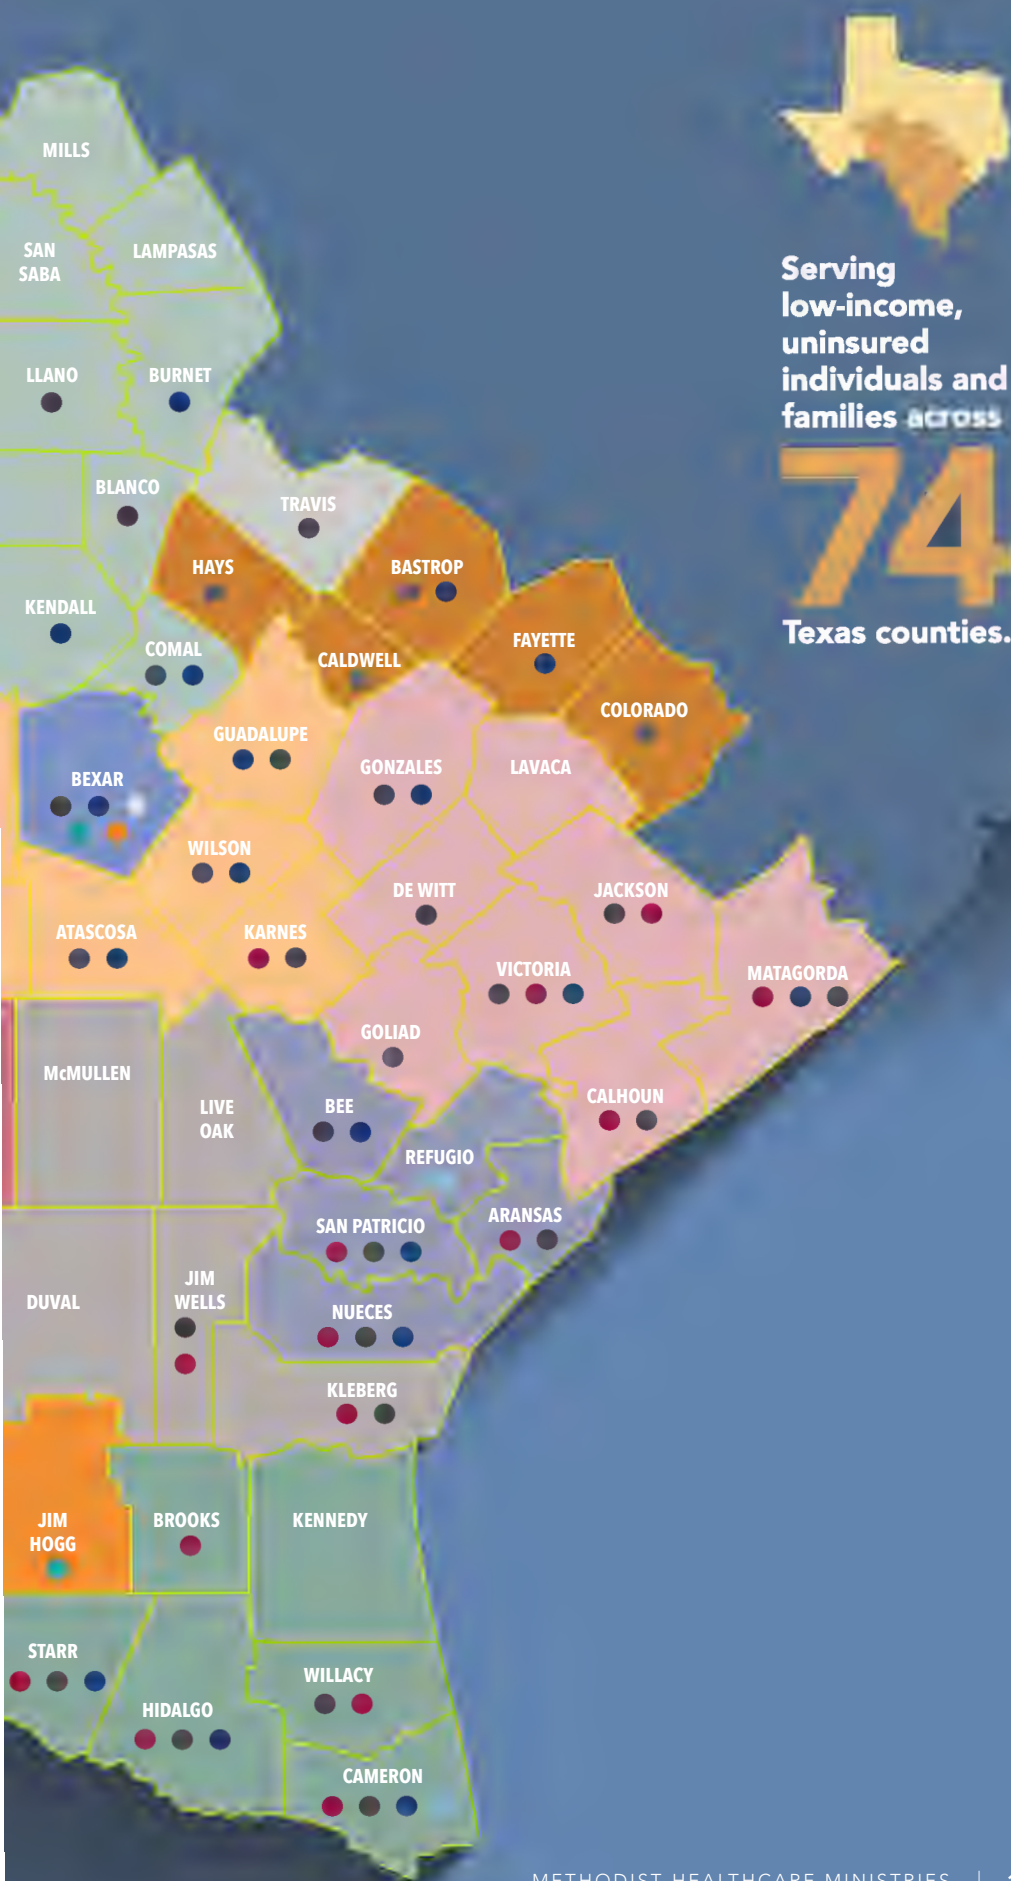 MILLS
SAN
SABA
LAMPASAS
LLANO
BURNET
BLANCO
TRAVIS
HAYS
BASTROP
KENDALL
COMAL
CALDWELL
FAYETTE
COLORADO
GUADALUPE
BEXAR
GONZALES
LAVACA
WILSON
DE WITT
JACKSON
ATASCOSA
KARNES
VICTORIA
MATAGORDA
GOLIAD
McMULLEN
LIVE
OAK
BEE
CALHOUN
REFUGIO
SAN PATRICIO
ARANSAS
DUVAL
JIM
WELLS
NUECES
KLEBERG
JIM
HOGG
BROOKS
KENNEDY
STARR
WILLACY
HIDALGO
CAMERON
Serving
low-income,
uninsured
individuals and
families across
74
Texas counties.
METHODIST HEALTHCARE MINISTRIES |